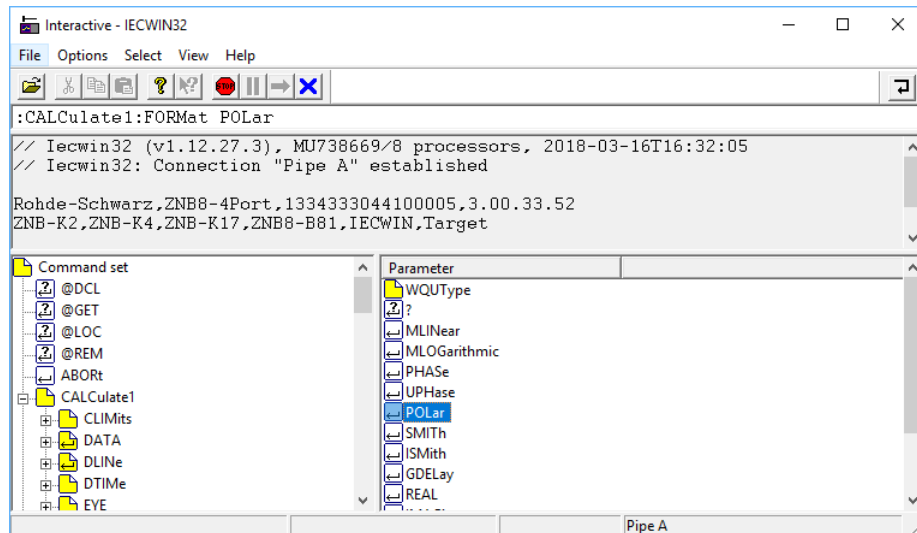 Interactive - IECWIN32
File Options Select View Help
STOP
:CALCulate1:FORMat POLar
// Iecwin32 (v1.12.27.3), MU738669/8 processors, 2018-03-16T16:32:05
// Iecwin32: Connection "Pipe A" established
Rohde-Schwarz,ZNB8-4Port,1334333044100005,3.00.33.52
ZNB-K2,ZNB-K4,ZNB-K17,ZNB8-B81,IECWIN,Target
Command set
@DCL
@GET
@LOC
@REM
ABORt
CALCulate1
CLIMits
DATA
DLINe
DTIMe
EYE
Parameter
WQUType
?
MLINear
MLOGarithmic
PHASe
UPHase
POLar
SMITh
ISMith
GDELay
REAL
Pipe A